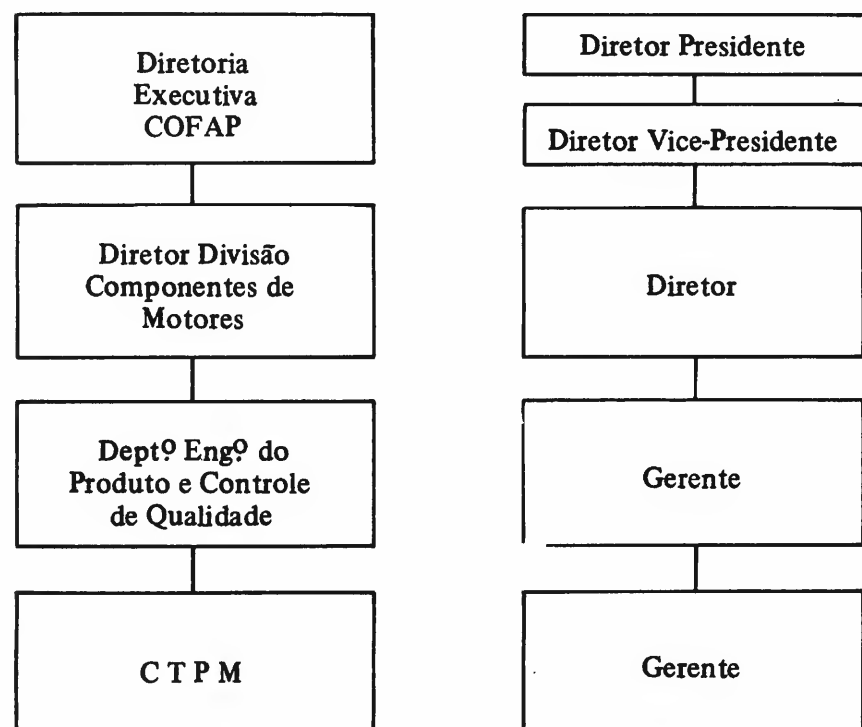 Diretoria
Executiva
COFAP
Diretor Divisão
Componentes de
Motores
Deptº Engº do
Produto e Controle
de Qualidade
C T P M
Diretor Presidente
Diretor Vice-Presidente
Diretor
Gerente
Gerente